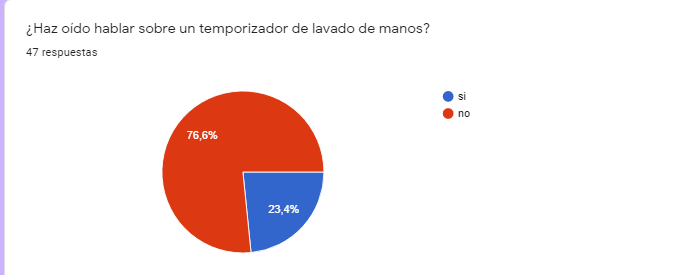 ¿Haz oído hablar sobre un temporizador de lavado de manos?
47 respuestas
si
no
76,6%
23,4%